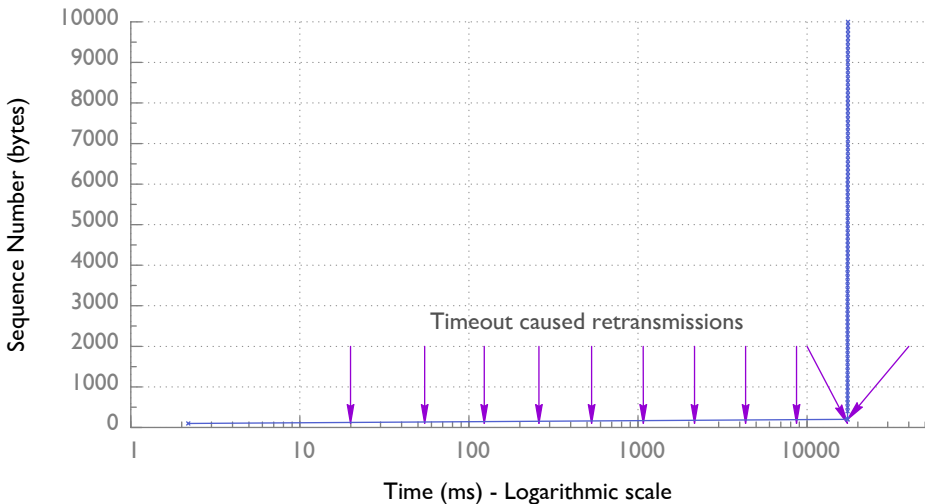 10000
9000
8000
7000
6000
5000
4000
3000
2000
1000
0
Sequence Number (bytes)
Timeout caused retransmissions
1 10 100 1000 10000
Time (ms) - Logarithmic scale